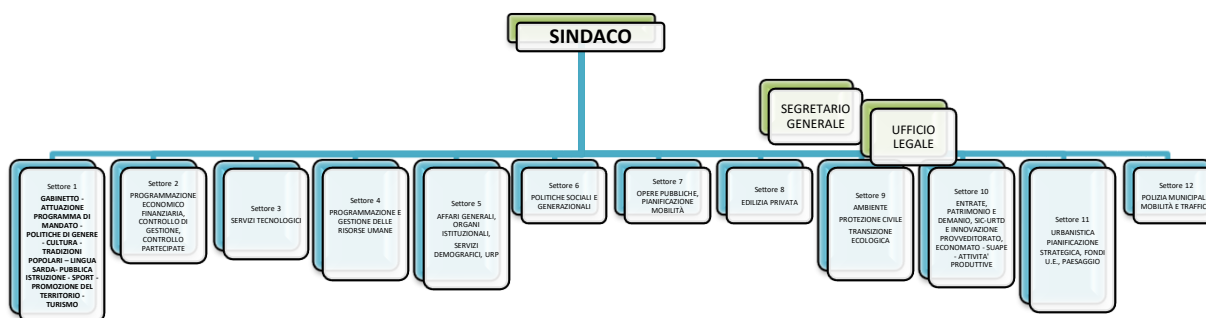 SINDACO
SEGRETARIO
GENERALE
UFFICIO
LEGALE
Settore 1
GABINETTO -
ATTUAZIONE
PROGRAMMA DI
MANDATO -
POLITICHE DI GENERE
- CULTURA -
TRADIZIONI
POPOLARI – LINGUA
SARDA- PUBBLICA
ISTRUZIONE - SPORT -
PROMOZIONE DEL
TERRITORIO -
TURISMO
Settore 2
PROGRAMMAZIONE
ECONOMICO
FINANZIARIA,
CONTROLLO DI
GESTIONE,
CONTROLLO
PARTECIPATE
Settore 3
SERVIZI TECNOLOGICI
Settore 4
PROGRAMMAZIONE E
GESTIONE DELLE
RISORSE UMANE
Settore 5
AFFARI GENERALI,
ORGANI
ISTITUZIONALI,
SERVIZI
DEMOGRAFICI, URP
Settore 6
POLITICHE SOCIALI E
GENERAZIONALI
Settore 7
OPERE PUBBLICHE,
PIANIFICAZIONE
MOBILITÀ
Settore 8
EDILIZIA PRIVATA
Settore 9
AMBIENTE
PROTEZIONE CIVILE
TRANSIZIONE
ECOLOGICA
Settore 10
ENTRATE,
PATRIMONIO E
DEMANIO, SIC-URTD
E INNOVAZIONE
PROVVEDITORATO,
ECONOMATO - SUAPE
- ATTIVITA'
PRODUTTIVE
Settore 11
URBANISTICA
PIANIFICAZIONE
STRATEGICA, FONDI
U.E., PAESAGGIO
Settore 12
POLIZIA MUNICIPAL
MOBILITÀ E TRAFFIC